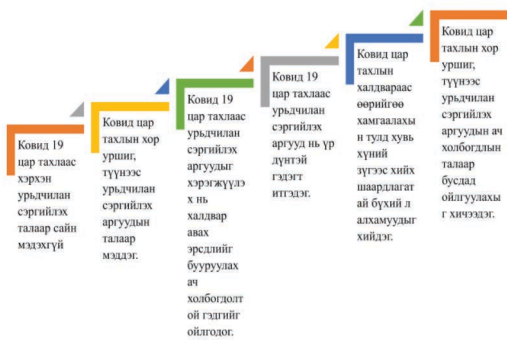 Ковид 19
цар тахлаас
хэрхэн
урьдчилан
сэргийлэх
талаар сайн
мэдэхгүй
Ковид цар
тахлын хор
уршиг,
түүнээс
урьдчилан
сэргийлэх
аргуудын
талаар
мэддэг.
Ковид 19
цар тахлаас
урьдчилан
сэргийлэх
аргуудыг
хэрэгжүүлэ
х нь
халдвар
авах
эрсдлийг
бууруулах
ач
холбогдолт
ой гэдгийг
ойлгодог.
Ковид 19
цар тахлаас
урьдчилан
сэргийлэх
аргууд нь үр
дүнтэй
гэдэгт
итгэдэг.
Ковид цар
тахлын
халдвараас
өөрийгөө
хамгаалахы
н тулд хувь
хүний
зүгээс хийх
шаардлагат
ай бүхий л
алхамуудыг
хийдэг.
Ковид цар
тахлын хор
уршиг,
түүнээс
урьдчилан
сэргийлэх
аргуудын ач
холбогдлын
талаар
бусдад
ойлгуулахы
г хичээдэг.